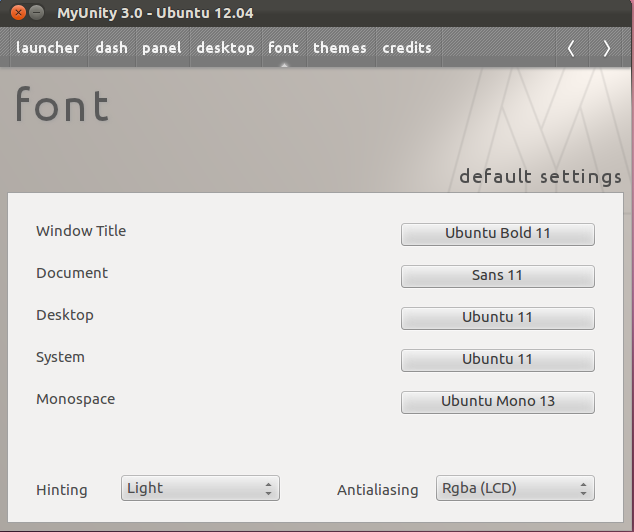 MyUnity 3.0 - Ubuntu 12.04
launcher dash panel desktop font themes credits
font
default settings
Window Title Ubuntu Bold 11
Document Sans 11
Desktop Ubuntu 11
System Ubuntu 11
Monospace Ubuntu Mono 13
Hinting Light Antialiasing Rgba (LCD)